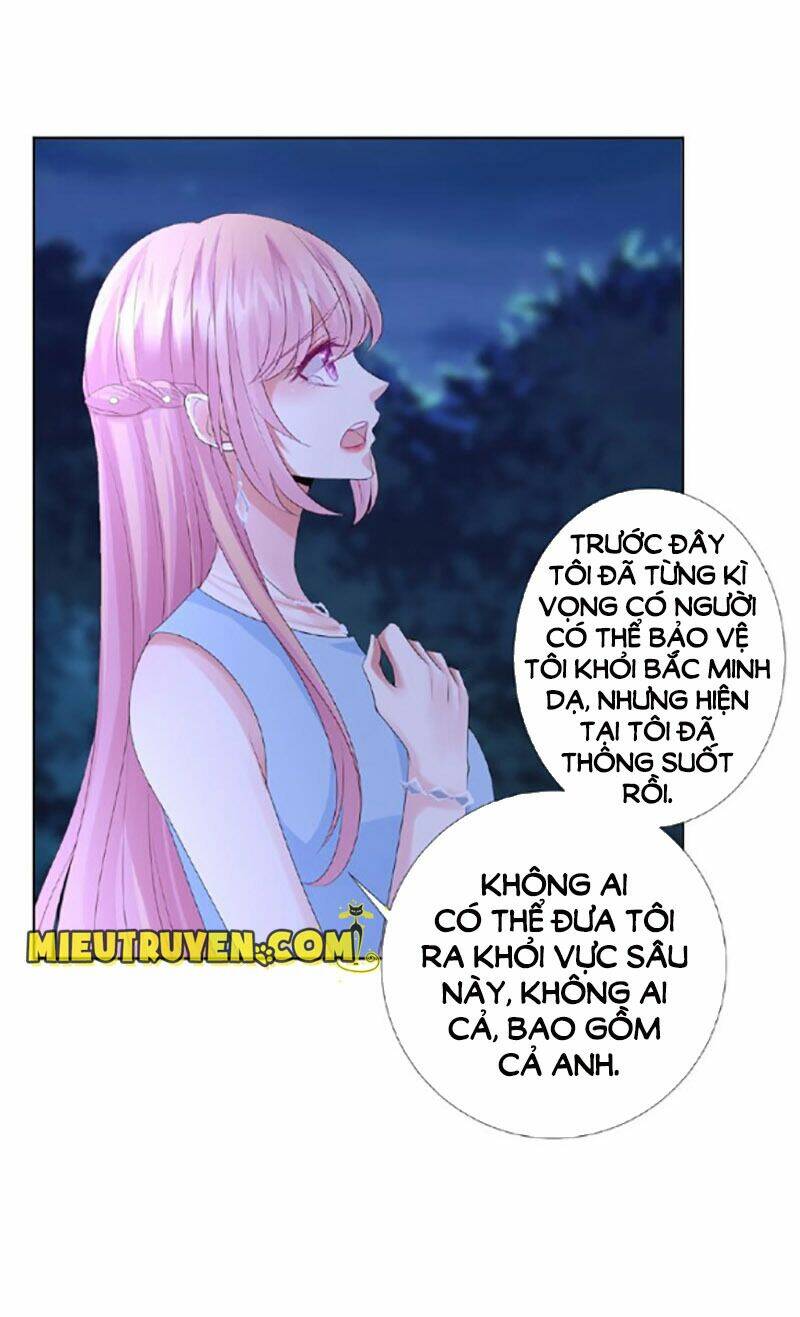 TRƯỚC ĐÂY
TÔI ĐÃ TỪNG KÌ
VỌNG CÓ NGƯỜI
CÓ THỂ BẢO VỆ
TÔI KHỎI BẮC MINH
DẠ, NHƯNG HIỆN
TẠI TÔI ĐÃ
THÔNG SUỐT
RỒI.
KHÔNG AI
CÓ THỂ ĐƯA TÔI
RA KHỎI VỰC SÂU
NÀY, KHÔNG AI
CẢ, BAO GỒM
CẢ ANH.
MIEUTRUYEN.COM